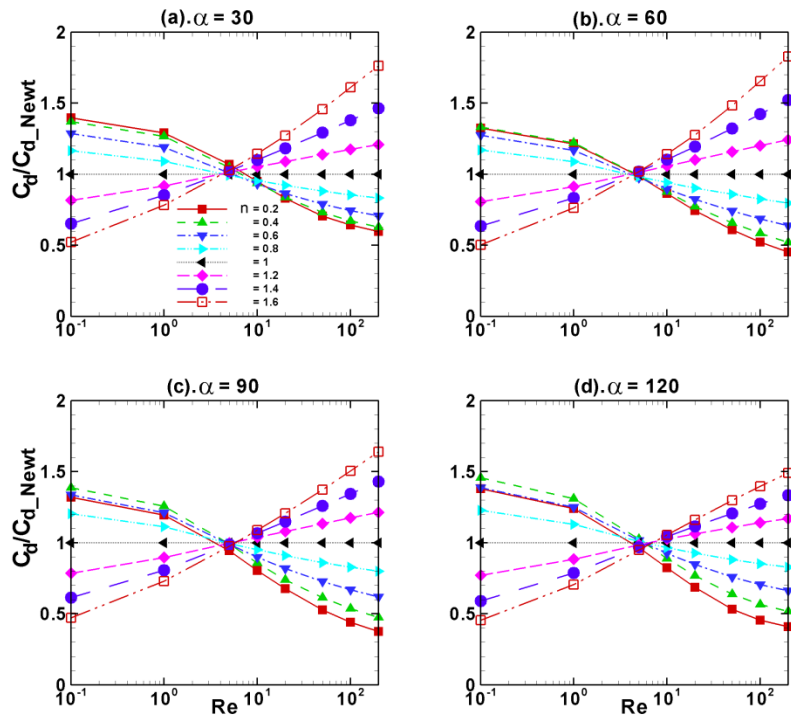 (a). α = 30
(b). α = 60
C_d/C_d_Newt
2
1.5
1
0.5
0
n = 0.2
= 0.4
= 0.6
= 0.8
= 1
= 1.2
= 1.4
= 1.6
10^-1 10^0 10^1 10^2
2
1.5
1
0.5
0
10^-1 10^0 10^1 10^2
(c). α = 90
(d). α = 120
C_d/C_d_Newt
2
1.5
1
0.5
0
10^-1 10^0 10^1 10^2
Re
2
1.5
1
0.5
0
10^-1 10^0 10^1 10^2
Re